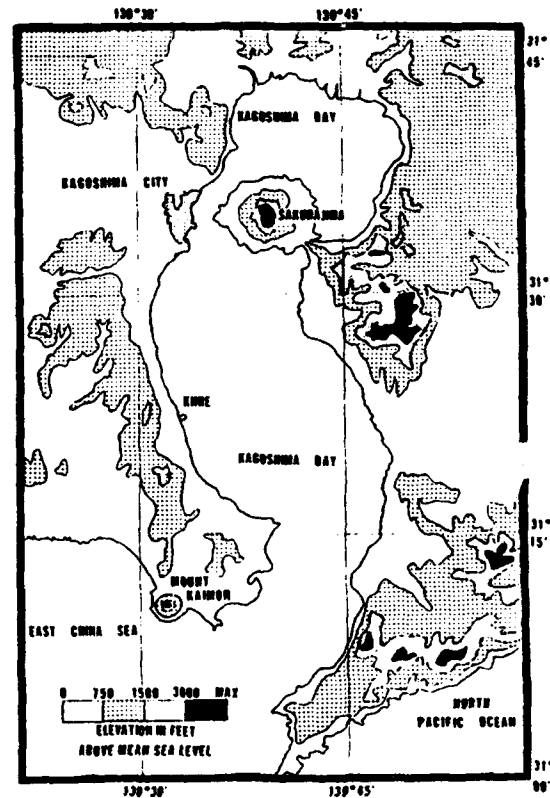 130°30' 130°45'
31°
45'
KAGOSHIMA BAY
KAGOSHIMA CITY
SAKURAJIMA
31°
30'
KIIRE
KAGOSHIMA BAY
31°
15'
MOUNT
KAIMON
EAST CHINA SEA
0 750 1500 3000 MAX
ELEVATION IN FEET
ABOVE MEAN SEA LEVEL
NORTH
PACIFIC OCEAN
31°
00'
130°30' 130°45'